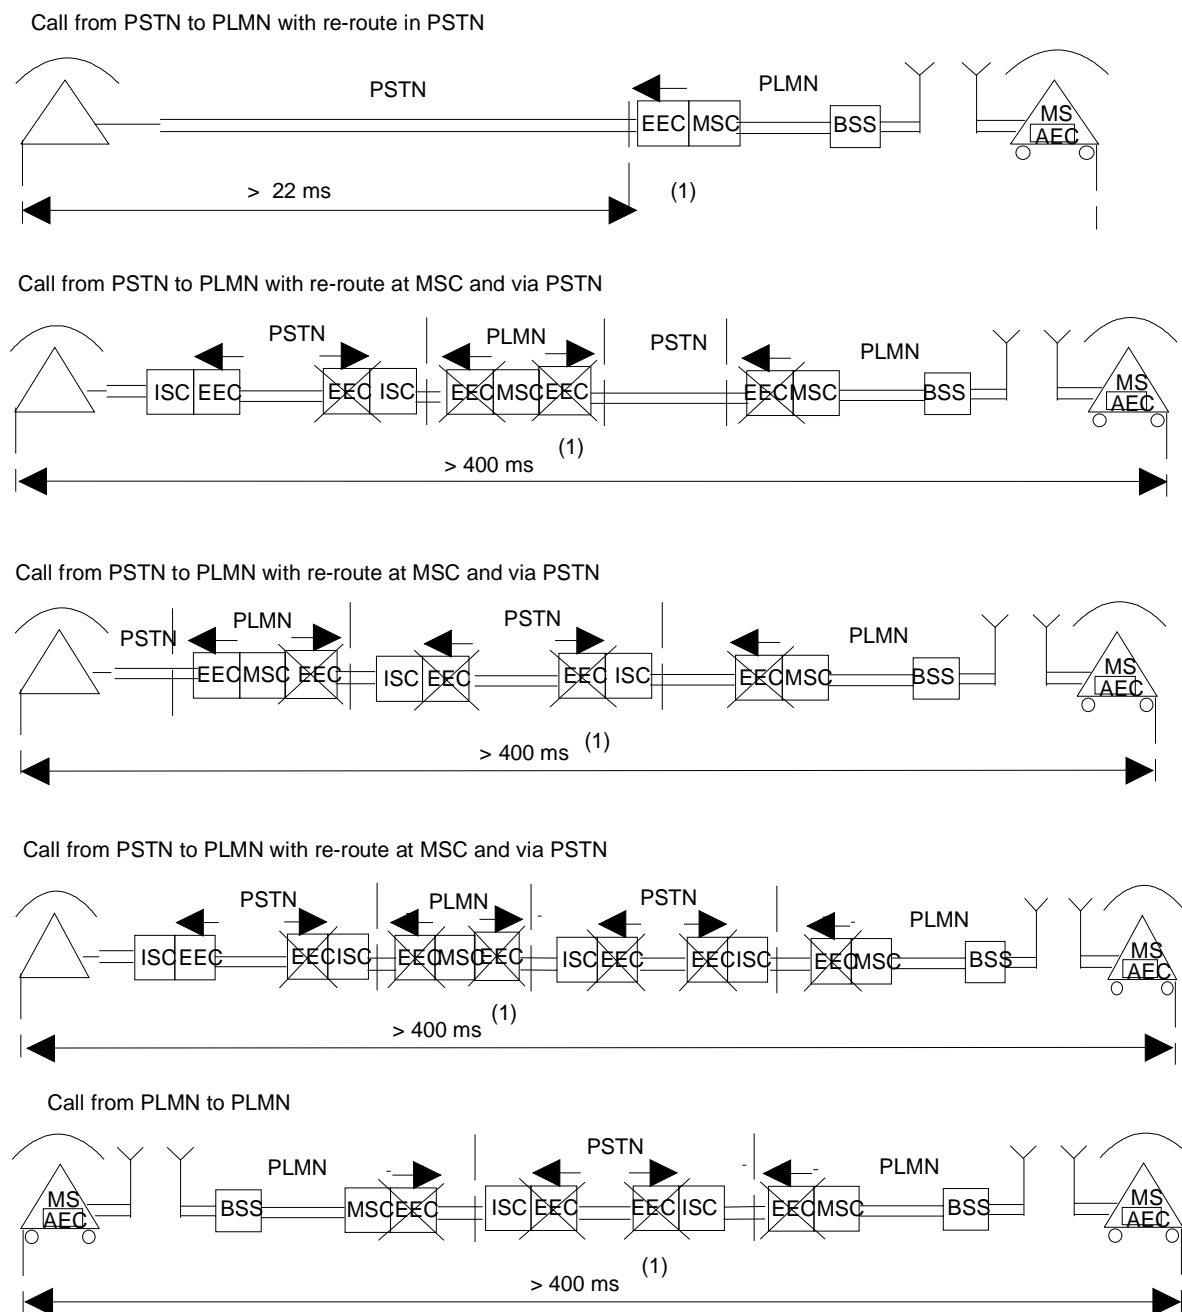 Call from PSTN to PLMN with re-route in PSTN
PSTN PLMN
EEC MSC BSS MS
AEC
> 22 ms (1)
Call from PSTN to PLMN with re-route at MSC and via PSTN
PSTN PLMN PSTN PLMN
ISC EEC EEC ISC EEC MSC EEC EEC MSC BSS MS
AEC
(1)
> 400 ms
Call from PSTN to PLMN with re-route at MSC and via PSTN
PSTN PLMN PSTN PLMN
EEC MSC EEC ISC EEC EEC ISC EEC MSC BSS MS
AEC
(1)
> 400 ms
Call from PSTN to PLMN with re-route at MSC and via PSTN
PSTN PLMN PSTN PLMN
ISC EEC EEC ISC EEC MSC EEC ISC EEC EEC ISC EEC MSC BSS MS
AEC
(1)
> 400 ms
Call from PLMN to PLMN
PLMN PSTN PLMN
MS BSS MSC EEC ISC EEC EEC ISC EEC MSC BSS MS
AEC AEC
(1)
> 400 ms